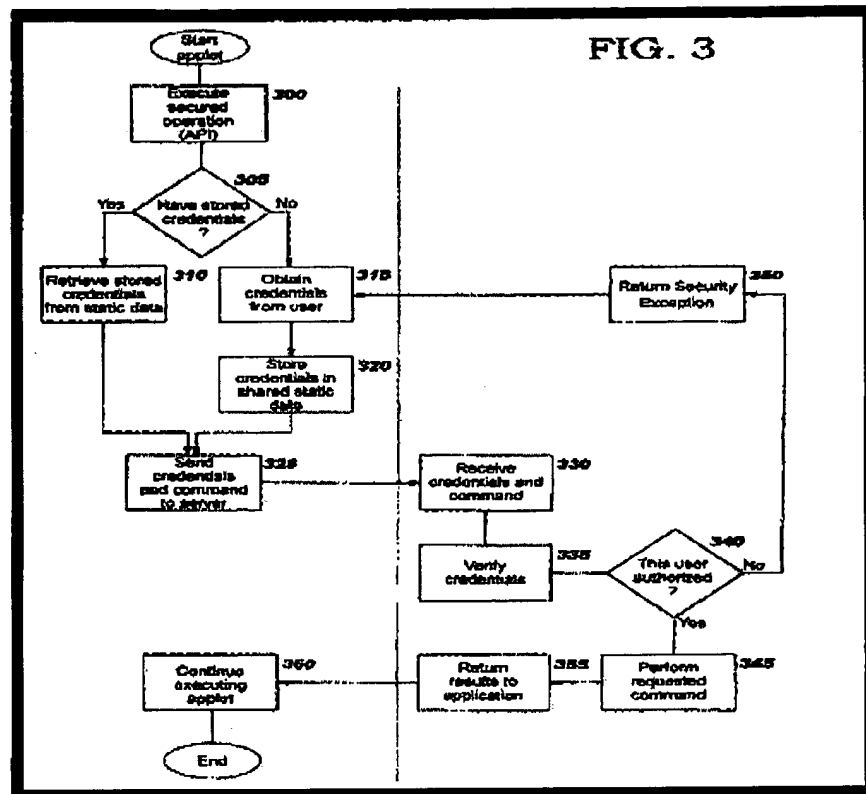 FIG. 3
Start
applet
Execute
secured
operation
(API)
300
305
Have stored
credentials
?
Yes
No
Retrieve stored
credentials
from static data
310
Obtain
credentials
from user
315
Return Security
Exception
350
Store
credentials in
shared static
data
320
Send
credentials
and command
to server
325
Receive
credentials and
command
330
Verify
credentials
335
This user
authorized
?
340
No
Yes
Continue
executing
applet
360
Return
results to
application
355
Perform
requested
command
345
End